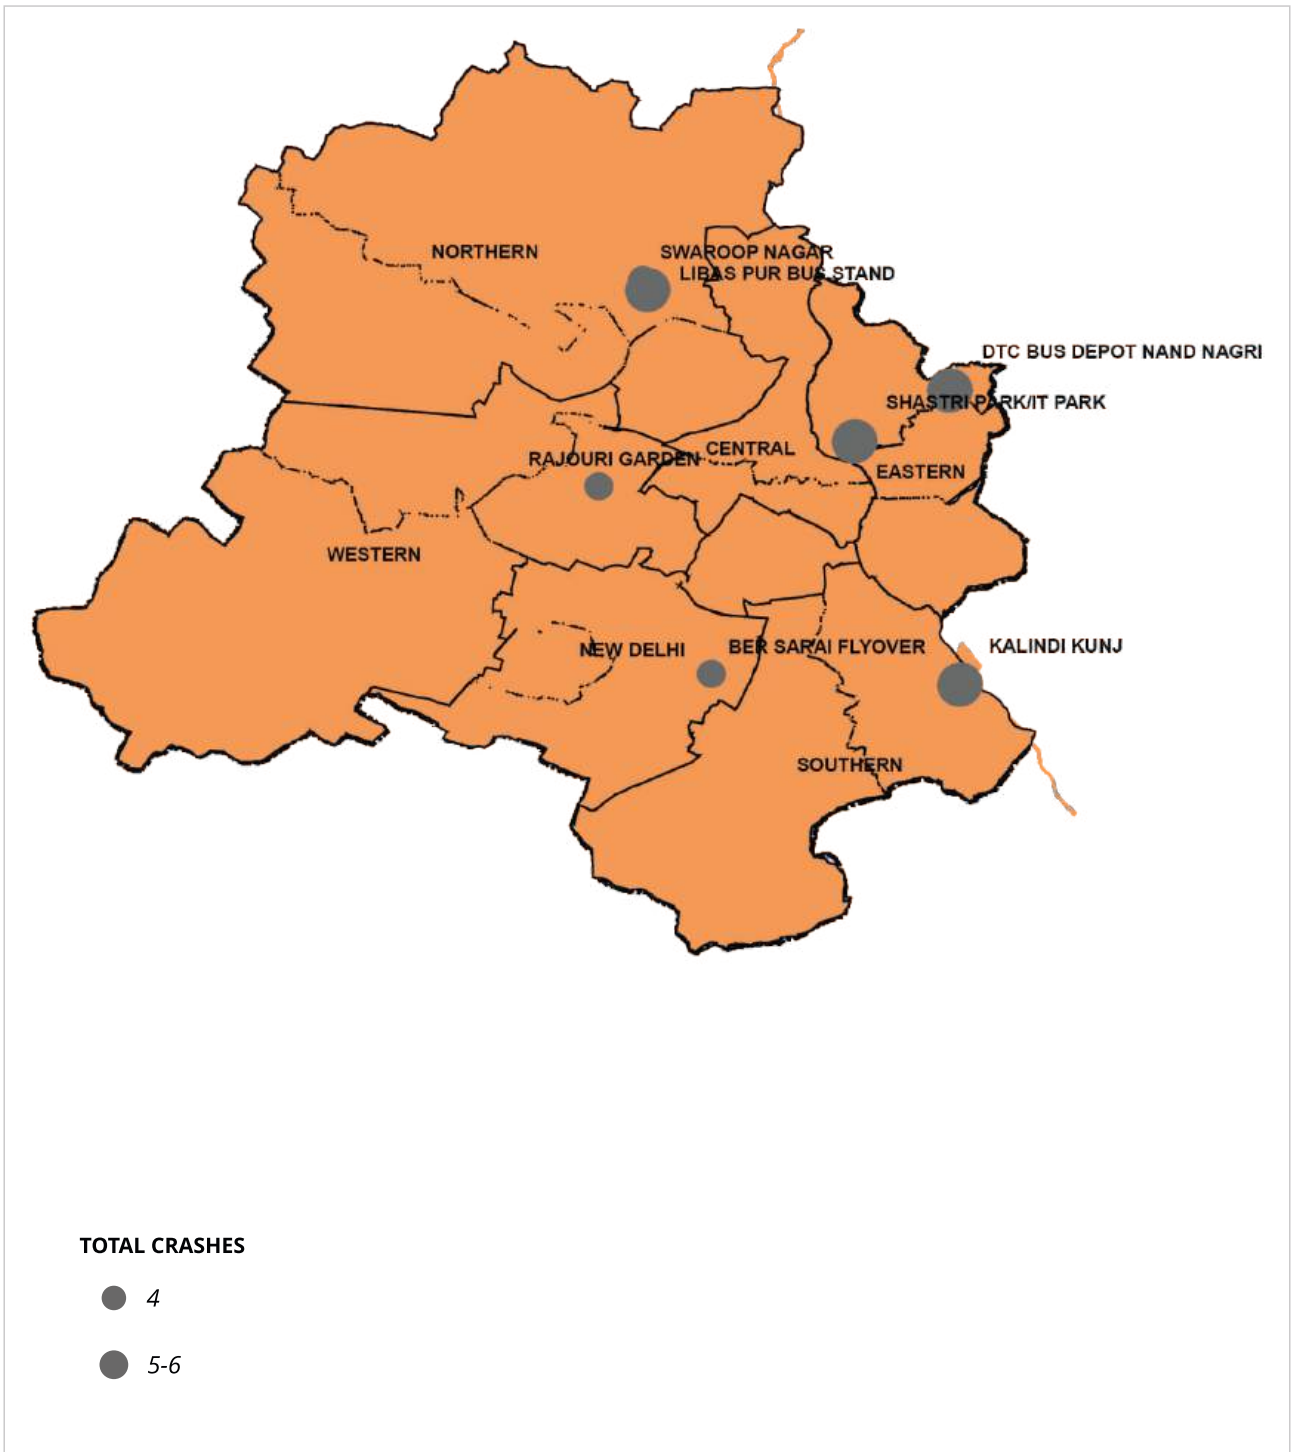 NORTHERN
SWAROOP NAGAR
LIBAS PUR BUS STAND
DTC BUS DEPOT NAND NAGRI
SHASTRI PARK/IT PARK
CENTRAL
RAJOURI GARDEN
EASTERN
WESTERN
NEW DELHI
BER SARAI FLYOVER
KALINDI KUNJ
SOUTHERN
TOTAL CRASHES
4
5-6